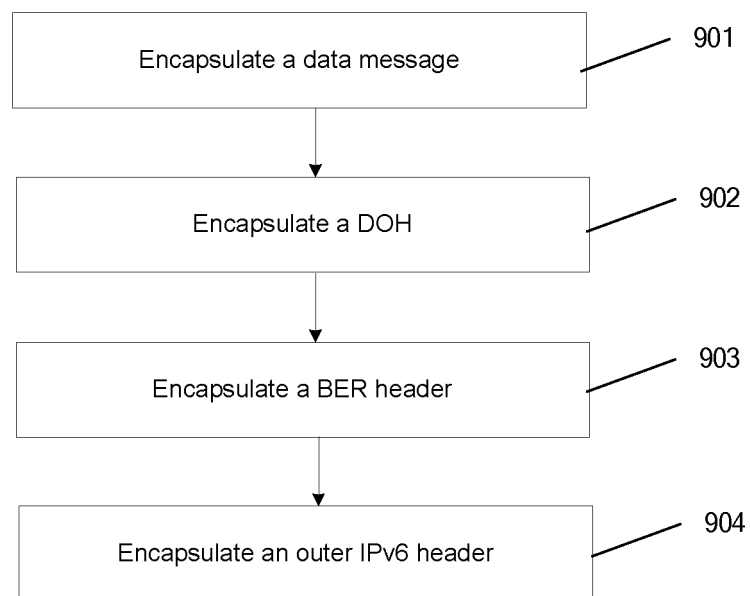 Encapsulate a data message
901
Encapsulate a DOH
902
Encapsulate a BER header
903
Encapsulate an outer IPv6 header
904